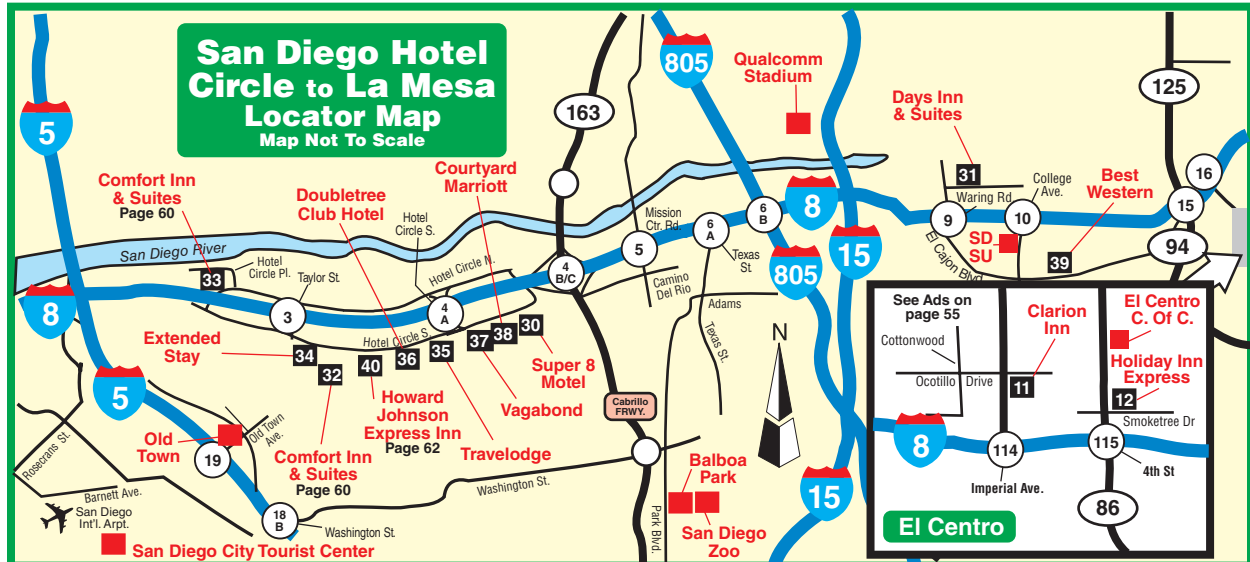 San Diego Hotel
Circle to La Mesa
Locator Map
Map Not To Scale
5
163
805
Qualcomm
Stadium
Days Inn
& Suites
125
Comfort Inn
& Suites
Page 60
Doubletree
Club Hotel
Courtyard
Marriott
Hotel
Circle S.
Mission
Ctr. Rd.
6
B
8
31
Waring Rd
College
Ave.
Best
Western
16
15
9
10
San Diego River
Hotel
Circle Pl.
33
Taylor St.
Hotel Circle N.
5
6
A
Texas
St.
15
SD
SU
El Cajon Blvd.
39
94
8
3
4
A
4
B/C
Camino
Del Rio
805
Adams
Texas St.
Extended
Stay
34
32
40
36
35
37
38
30
Hotel Circle S.
Super 8
Motel
N
Howard
Johnson
Express Inn
Page 62
Vagabond
Travelodge
5
Cabrillo
FRWY.
Old
Town
Old Town
Ave.
19
Comfort Inn
& Suites
Page 60
Rosecrans St.
Barnett Ave.
San Diego
Int'l. Arpt.
18
B
Washington St.
Washington St.
San Diego City Tourist Center
Park Blvd.
Balboa
Park
San Diego
Zoo
15
See Ads on
page 55
Cottonwood
Ocotillo Drive
Clarion
Inn
11
El Centro
C. Of C.
Holiday Inn
Express
12
Smoketree Dr
8
114
115
4th St
Imperial Ave.
86
El Centro